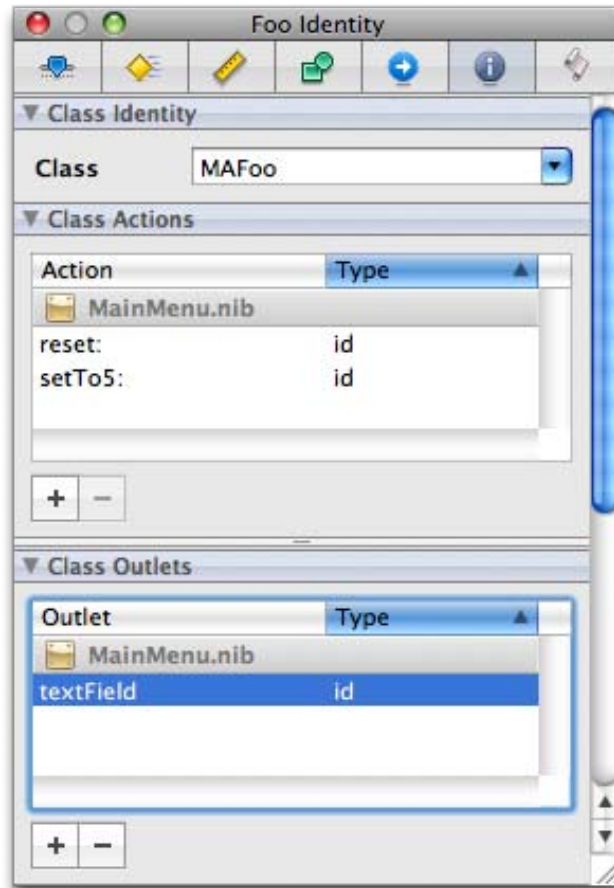 Foo Identity
Class Identity
Class MAFoo
Class Actions
Action Type
MainMenu.nib
reset: id
setTo5: id
Class Outlets
Outlet Type
MainMenu.nib
textField id